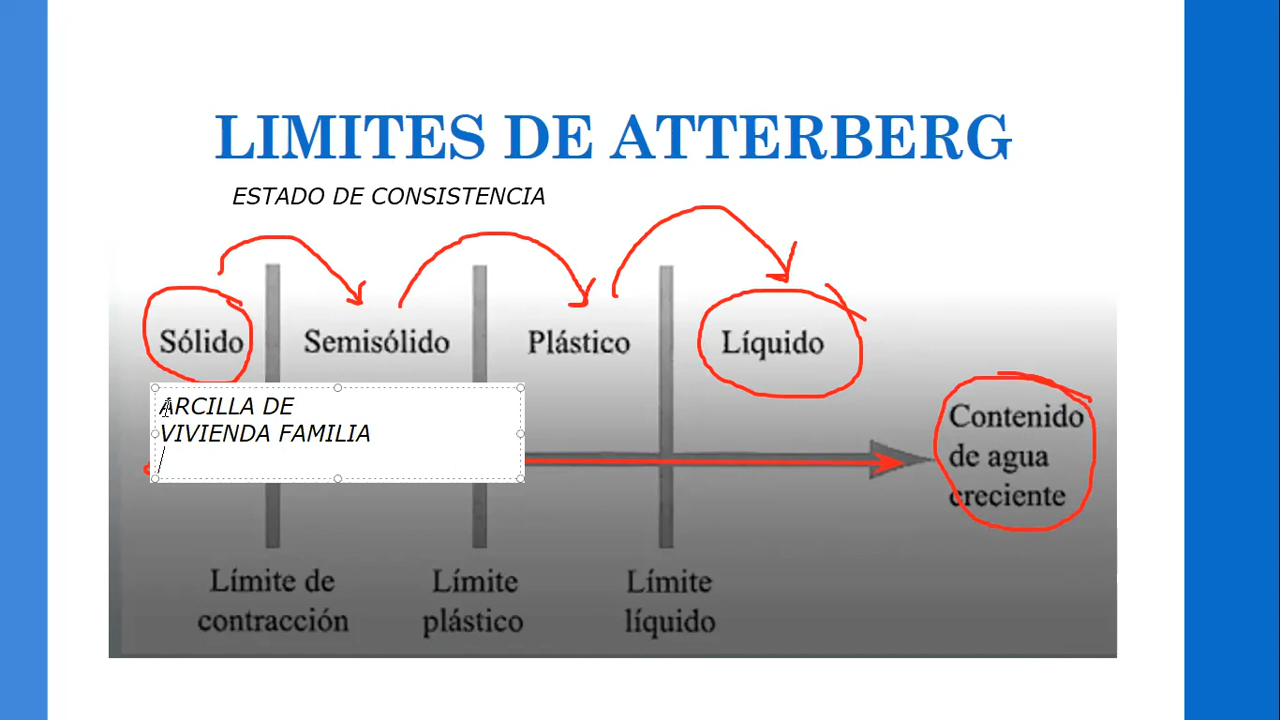 LIMITES DE ATTERBERG
ESTADO DE CONSISTENCIA
Sólido
Semisólido
Plástico
Líquido
ARCILLA DE
VIVIENDA FAMILIA
Contenido
de agua
creciente
Límite de
contracción
Límite
plástico
Límite
líquido